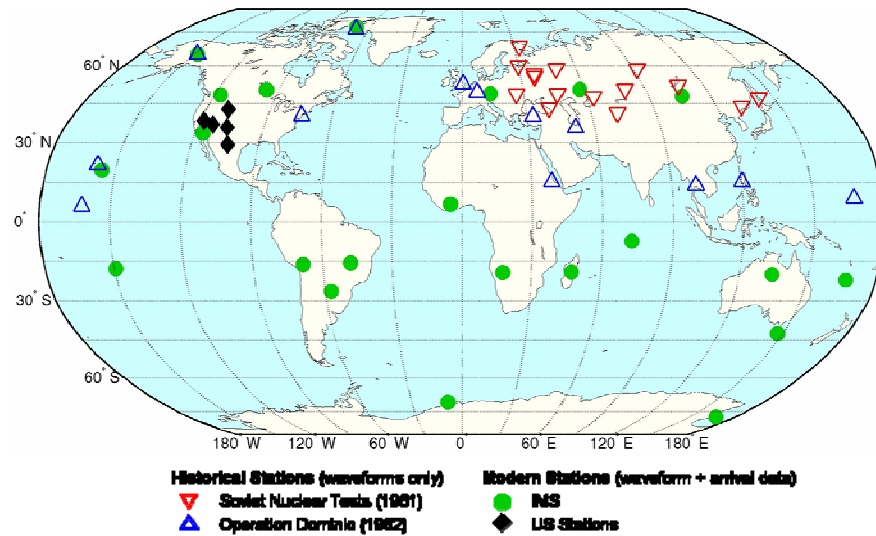 60° N
30° N
0°
30° S
60° S
180° W 120° W 60° W 0 60 E 120 E 180 E
Historical Stations (waveforms only) Modern Stations (waveform + arrival data)
Soviet Nuclear Tests (1961) IMS
Operation Dominic (1962) US Stations